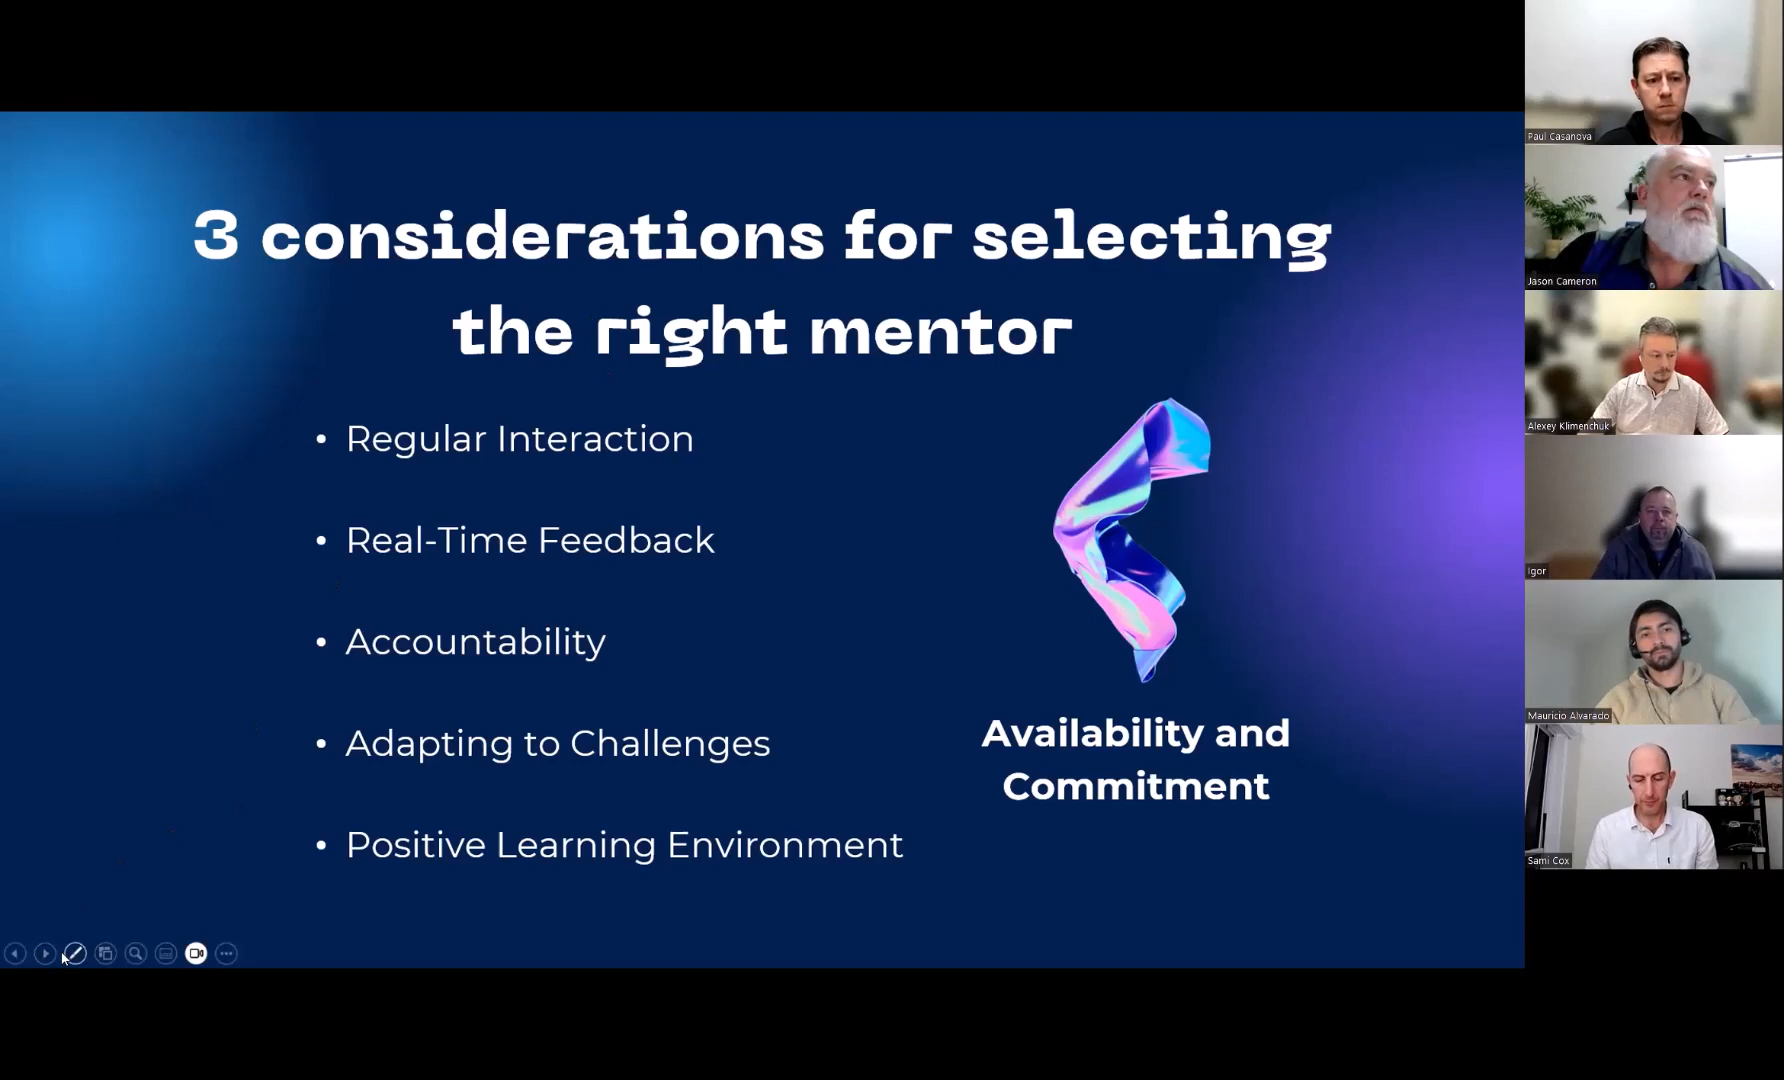 3 considerations for selecting
the right mentor
• Regular Interaction
• Real-Time Feedback
• Accountability
• Adapting to Challenges
• Positive Learning Environment
Availability and
Commitment
Paul Casanova
Jason Cameron
Alexey Klimenchuk
Igor
Mauricio Alvarado
Sami Cox